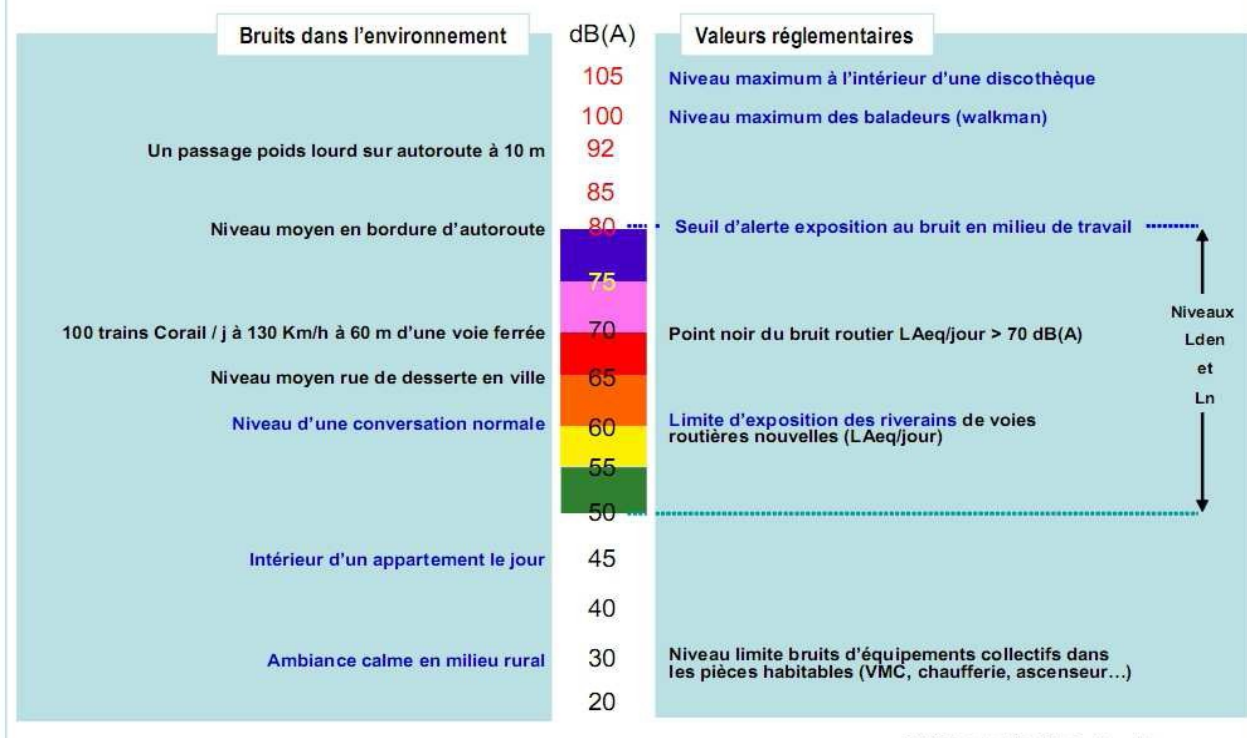 Bruits dans l'environnement dB(A) Valeurs réglementaires
105 Niveau maximum à l'intérieur d'une discothèque
100 Niveau maximum des baladeurs (walkman)
Un passage poids lourd sur autoroute à 10 m 92
85
Niveau moyen en bordure d'autoroute 80 Seuil d'alerte exposition au bruit en milieu de travail
75
Niveaux
100 trains Corail / j à 130 Km/h à 60 m d'une voie ferrée 70 Point noir du bruit routier LAeq/jour > 70 dB(A)
Lden
et
Niveau moyen rue de desserte en ville 65
Ln
Niveau d'une conversation normale 60 Limite d'exposition des riverains de voies
routières nouvelles (LAeq/jour)
55
50
Intérieur d'un appartement le jour 45
40
Ambiance calme en milieu rural 30 Niveau limite bruits d'équipements collectifs dans
les pièces habitables (VMC, chaufferie, ascenseur...)
20